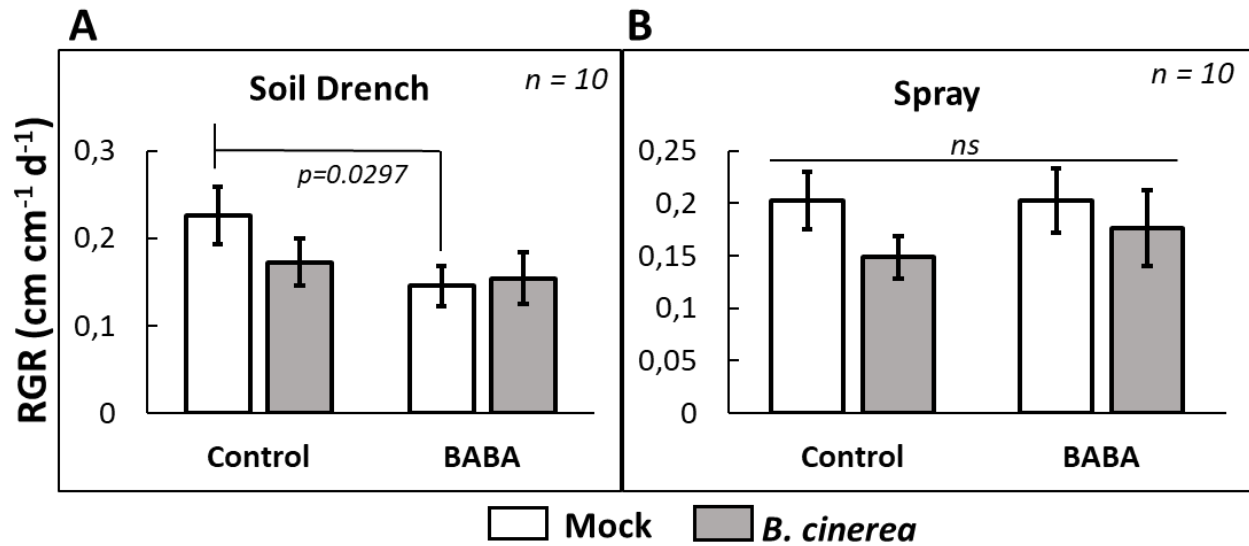 A
B
Soil Drench
n = 10
Spray
n = 10
RGR (cm cm⁻¹ d⁻¹)
0,3
0,2
0,1
0
p=0.0297
Control
BABA
0,25
0,2
0,15
0,1
0,05
0
ns
Control
BABA
Mock
B. cinerea